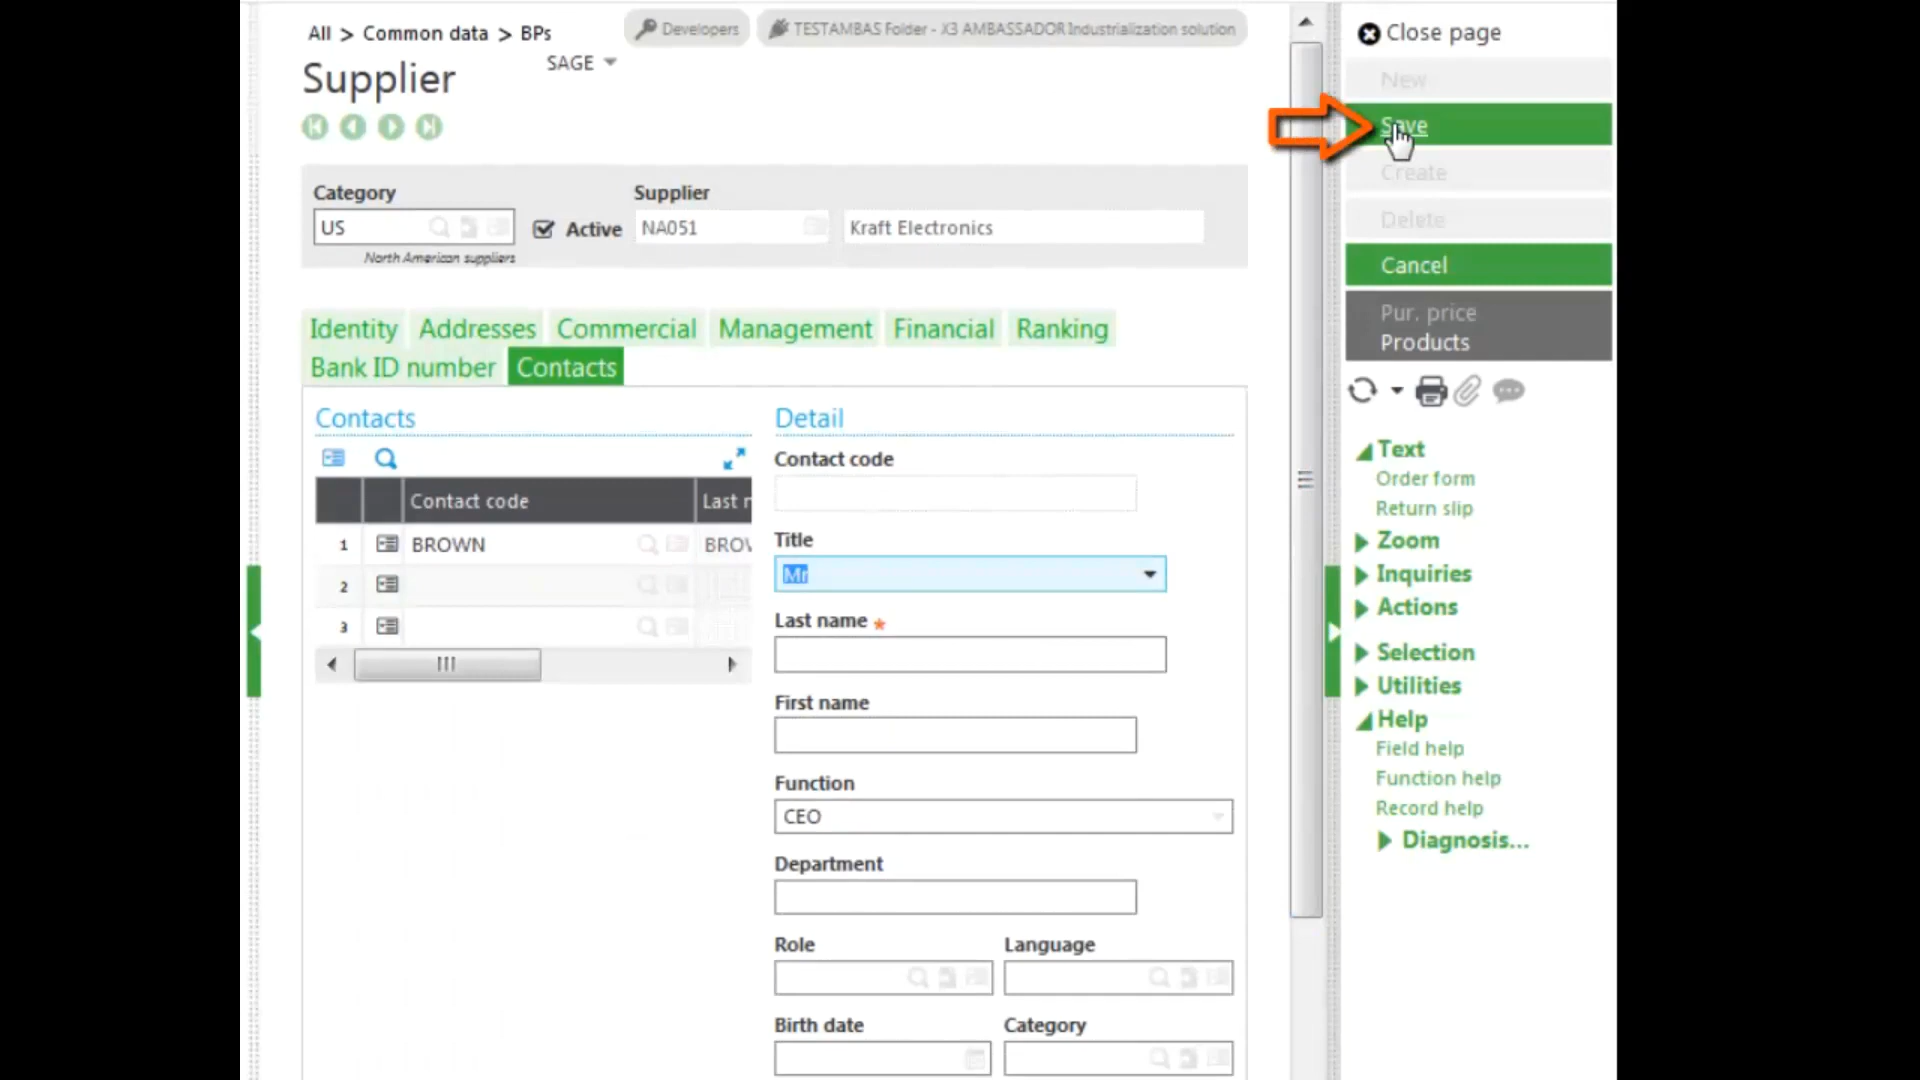 All > Common data > BPs
Developers
TESTAMBAS Folder - X3 AMBASSADOR Industrialization solution
SAGE
Supplier
Category
Supplier
US
Active
NA051
Kraft Electronics
North American suppliers
Identity
Addresses
Commercial
Management
Financial
Ranking
Bank ID number
Contacts
Contacts
Contact code
Last n
1
BROWN
BROW
2
3
Detail
Contact code
Title
Mr
Last name *
First name
Function
CEO
Department
Role
Language
Birth date
Category
Close page
New
Save
Create
Delete
Cancel
Pur. price
Products
Text
Order form
Return slip
Zoom
Inquiries
Actions
Selection
Utilities
Help
Field help
Function help
Record help
Diagnosis...